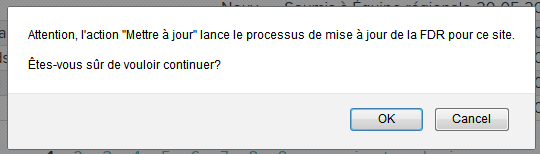 Attention, l'action "Mettre à jour" lance le processus de mise à jour de la FDR pour ce site.
Êtes-vous sûr de vouloir continuer?
OK Cancel